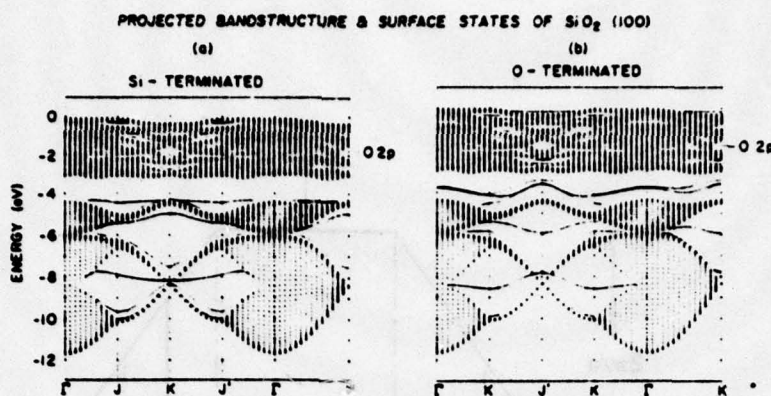 PROJECTED BANDSTRUCTURE & SURFACE STATES OF SiO₂ (100)
(a)
Si - TERMINATED
(b)
O - TERMINATED
ENERGY (eV)
0
-2
-4
-6
-8
-10
-12
O 2p
O 2p
Γ J K J' Γ
Γ K J' K Γ K